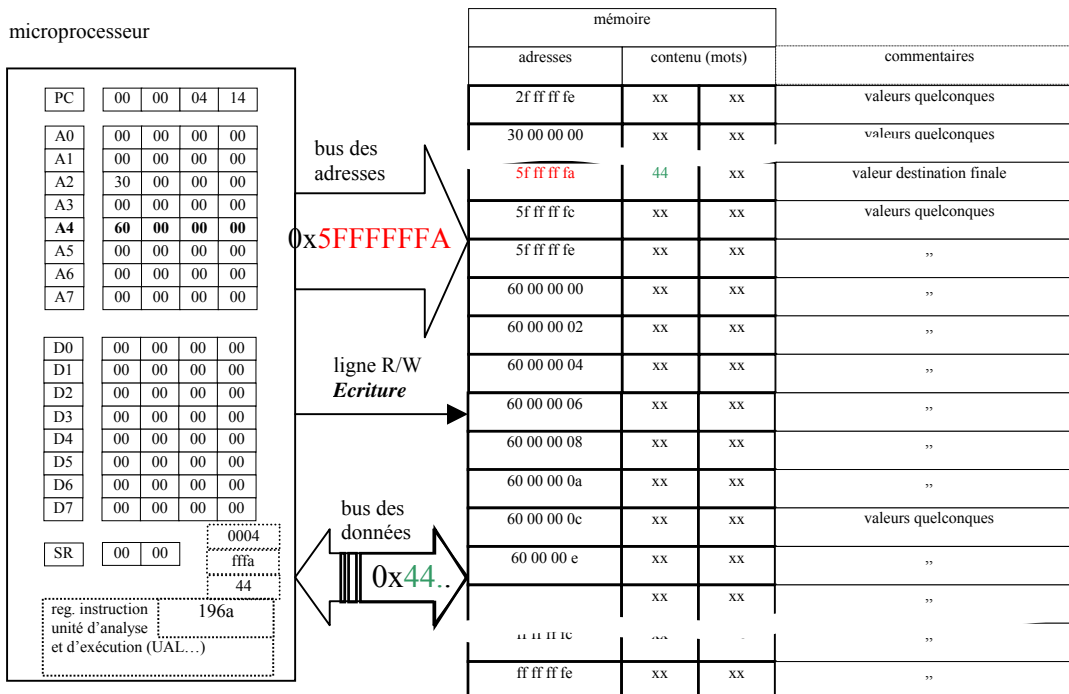 microprocesseur
PC 00 00 04 14
A0 00 00 00 00
A1 00 00 00 00
A2 30 00 00 00
A3 00 00 00 00
A4 60 00 00 00
A5 00 00 00 00
A6 00 00 00 00
A7 00 00 00 00
D0 00 00 00 00
D1 00 00 00 00
D2 00 00 00 00
D3 00 00 00 00
D4 00 00 00 00
D5 00 00 00 00
D6 00 00 00 00
D7 00 00 00 00
SR 00 00
0004
fffa
44
reg. instruction 196a
unité d'analyse
et d'exécution (UAL…)
bus des
adresses
0x5FFFFFFA
ligne R/W
Ecriture
bus des
données
0x44..
mémoire
adresses contenu (mots) commentaires
2f ff ff fe xx xx valeurs quelconques
30 00 00 00 xx xx valeurs quelconques
5f ff ff fa 44 xx valeur destination finale
5f ff ff fc xx xx valeurs quelconques
5f ff ff fe xx xx ,,
60 00 00 00 xx xx ,,
60 00 00 02 xx xx ,,
60 00 00 04 xx xx ,,
60 00 00 06 xx xx ,,
60 00 00 08 xx xx ,,
60 00 00 0a xx xx ,,
60 00 00 0c xx xx valeurs quelconques
60 00 00 e xx xx ,,
xx xx ,,
ff ff ff fc xx ,,
ff ff ff fe xx xx ,,